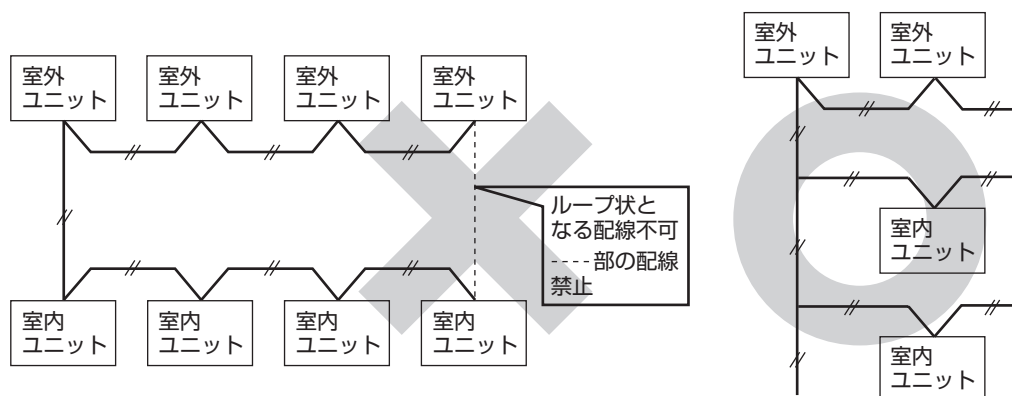 室外
ユニット
室外
ユニット
室外
ユニット
室外
ユニット
ループ状と
なる配線不可
-----部の配線
禁止
室内
ユニット
室内
ユニット
室内
ユニット
室内
ユニット
室外
ユニット
室外
ユニット
室内
ユニット
室内
ユニット